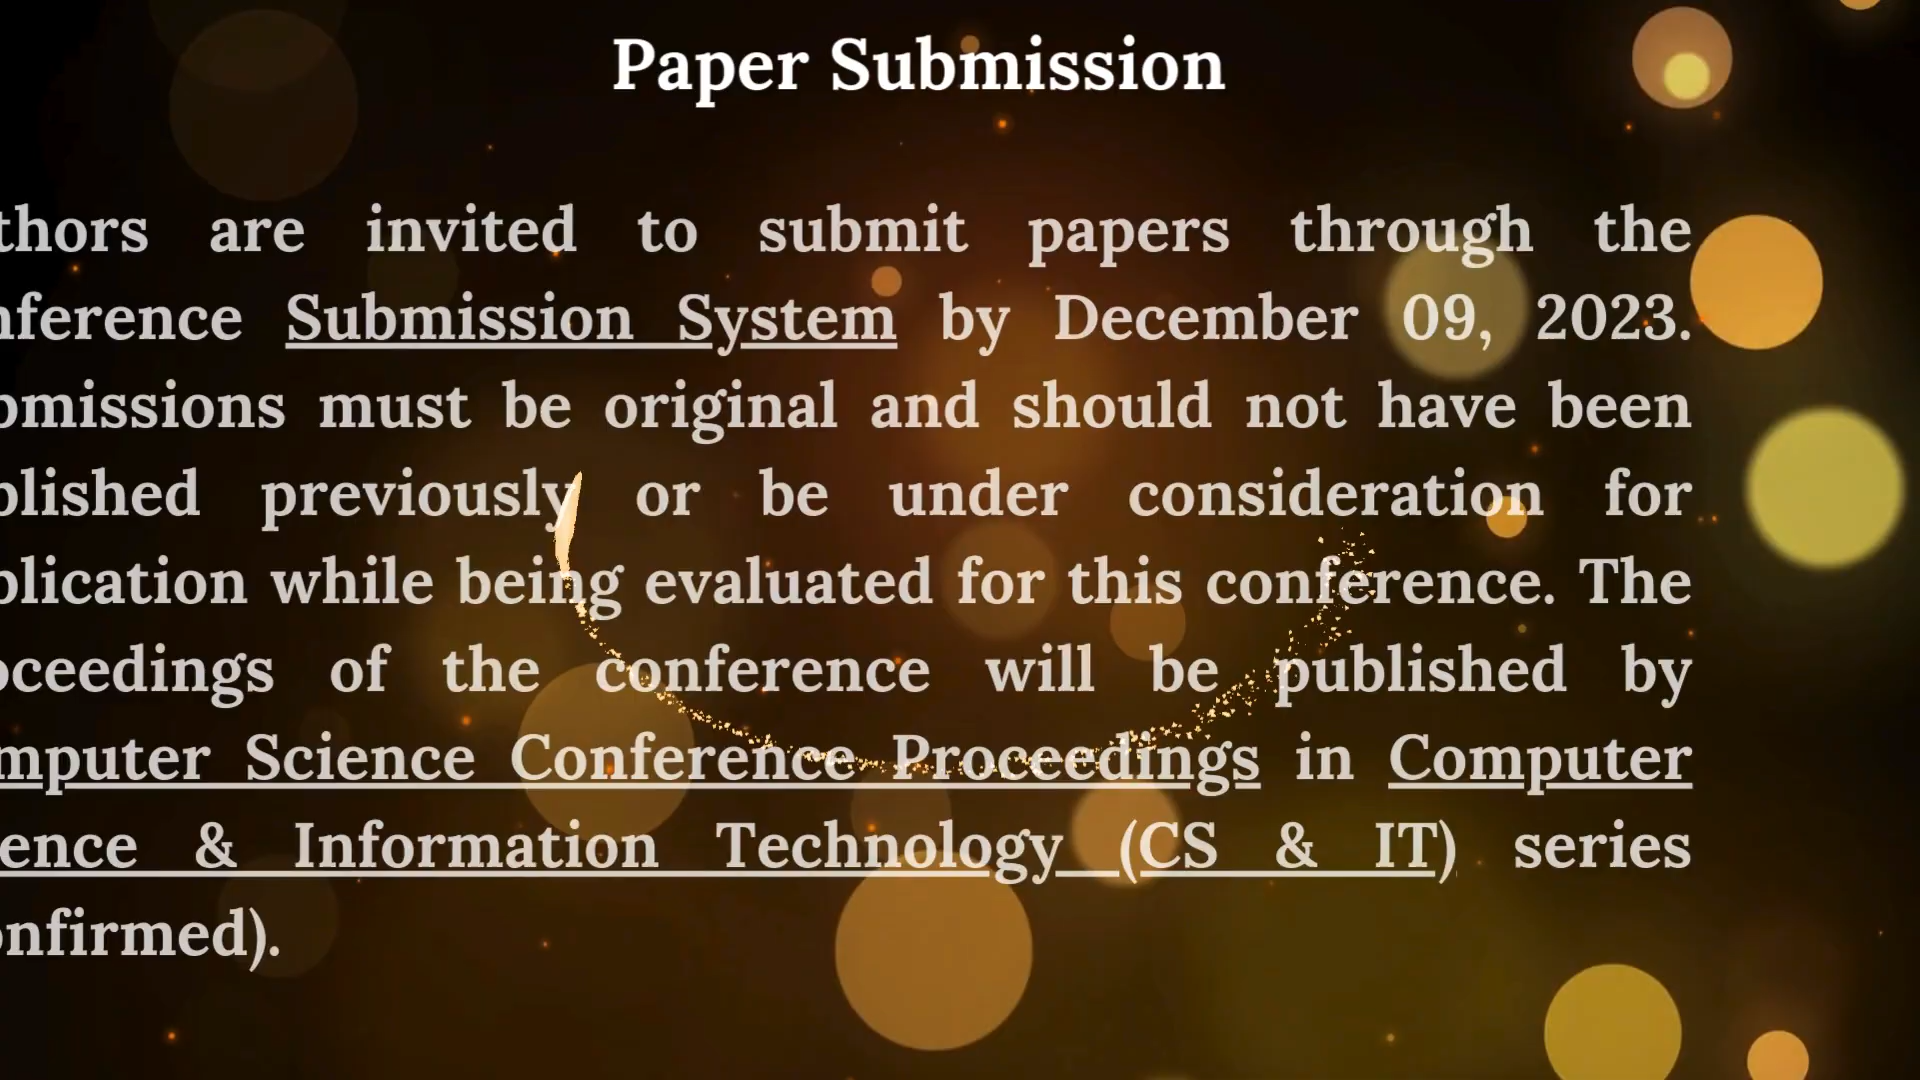 Paper Submission
thors are invited to submit papers through the
nference Submission System by December 09, 2023.
bmissions must be original and should not have been
blished previously or be under consideration for
blication while being evaluated for this conference. The
oceedings of the conference will be published by
mputer Science Conference Proceedings in Computer
ence & Information Technology (CS & IT) series
onfirmed).